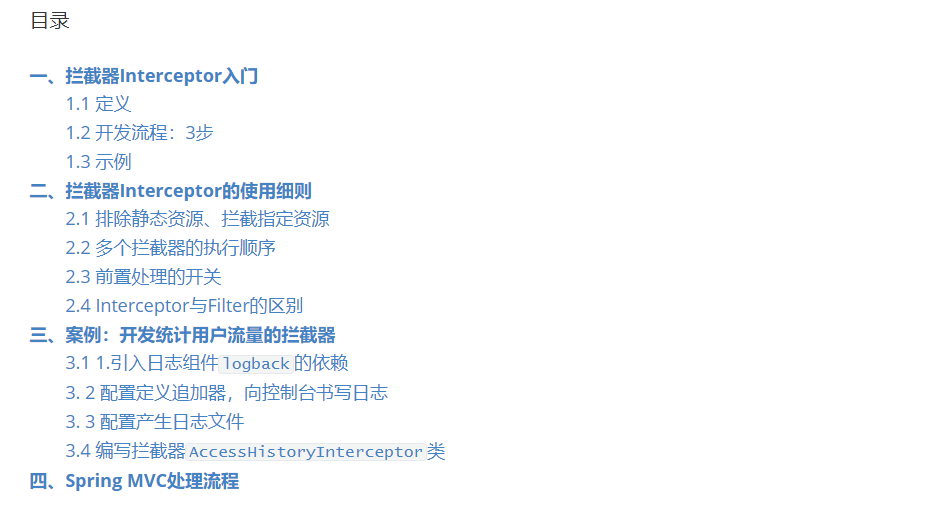 目录
一、拦截器Interceptor入门
1.1 定义
1.2 开发流程：3步
1.3 示例
二、拦截器Interceptor的使用细则
2.1 排除静态资源、拦截指定资源
2.2 多个拦截器的执行顺序
2.3 前置处理的开关
2.4 Interceptor与Filter的区别
三、案例：开发统计用户流量的拦截器
3.1 1.引入日志组件logback的依赖
3. 2 配置定义追加器，向控制台书写日志
3. 3 配置产生日志文件
3.4 编写拦截器AccessHistoryInterceptor类
四、Spring MVC处理流程